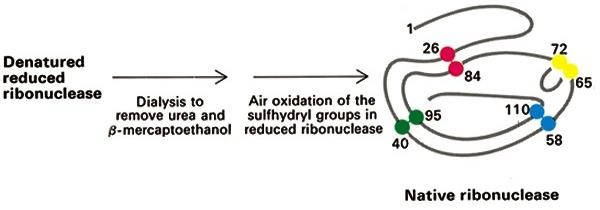 Denatured
reduced
ribonuclease
Dialysis to
remove urea and
β-mercaptoethanol
Air oxidation of the
sulfhydryl groups in
reduced ribonuclease
1
26
84
72
65
95
40
110
58
Native ribonuclease